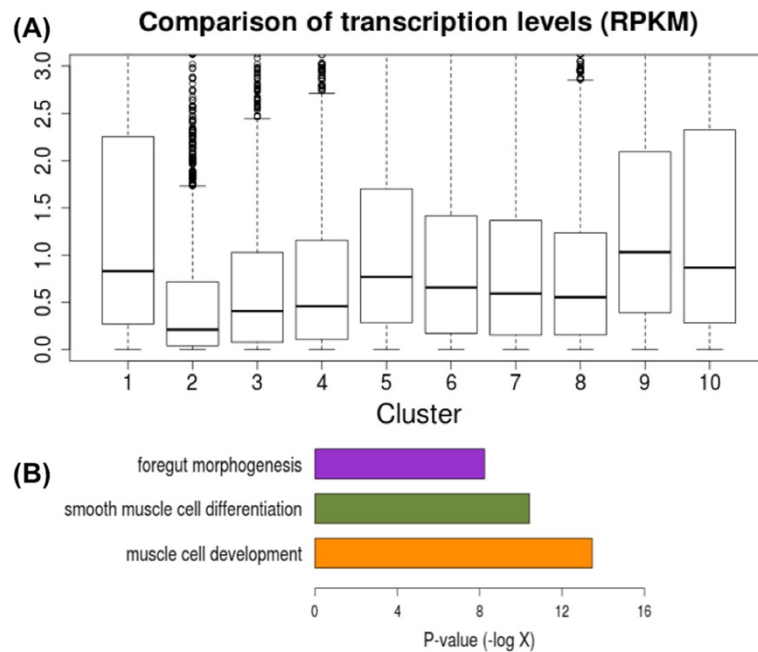 (A) Comparison of transcription levels (RPKM)
3.0
2.5
2.0
1.5
1.0
0.5
0.0
1 2 3 4 5 6 7 8 9 10
Cluster
(B)
foregut morphogenesis
smooth muscle cell differentiation
muscle cell development
0 4 8 12 16
P-value (-log X)